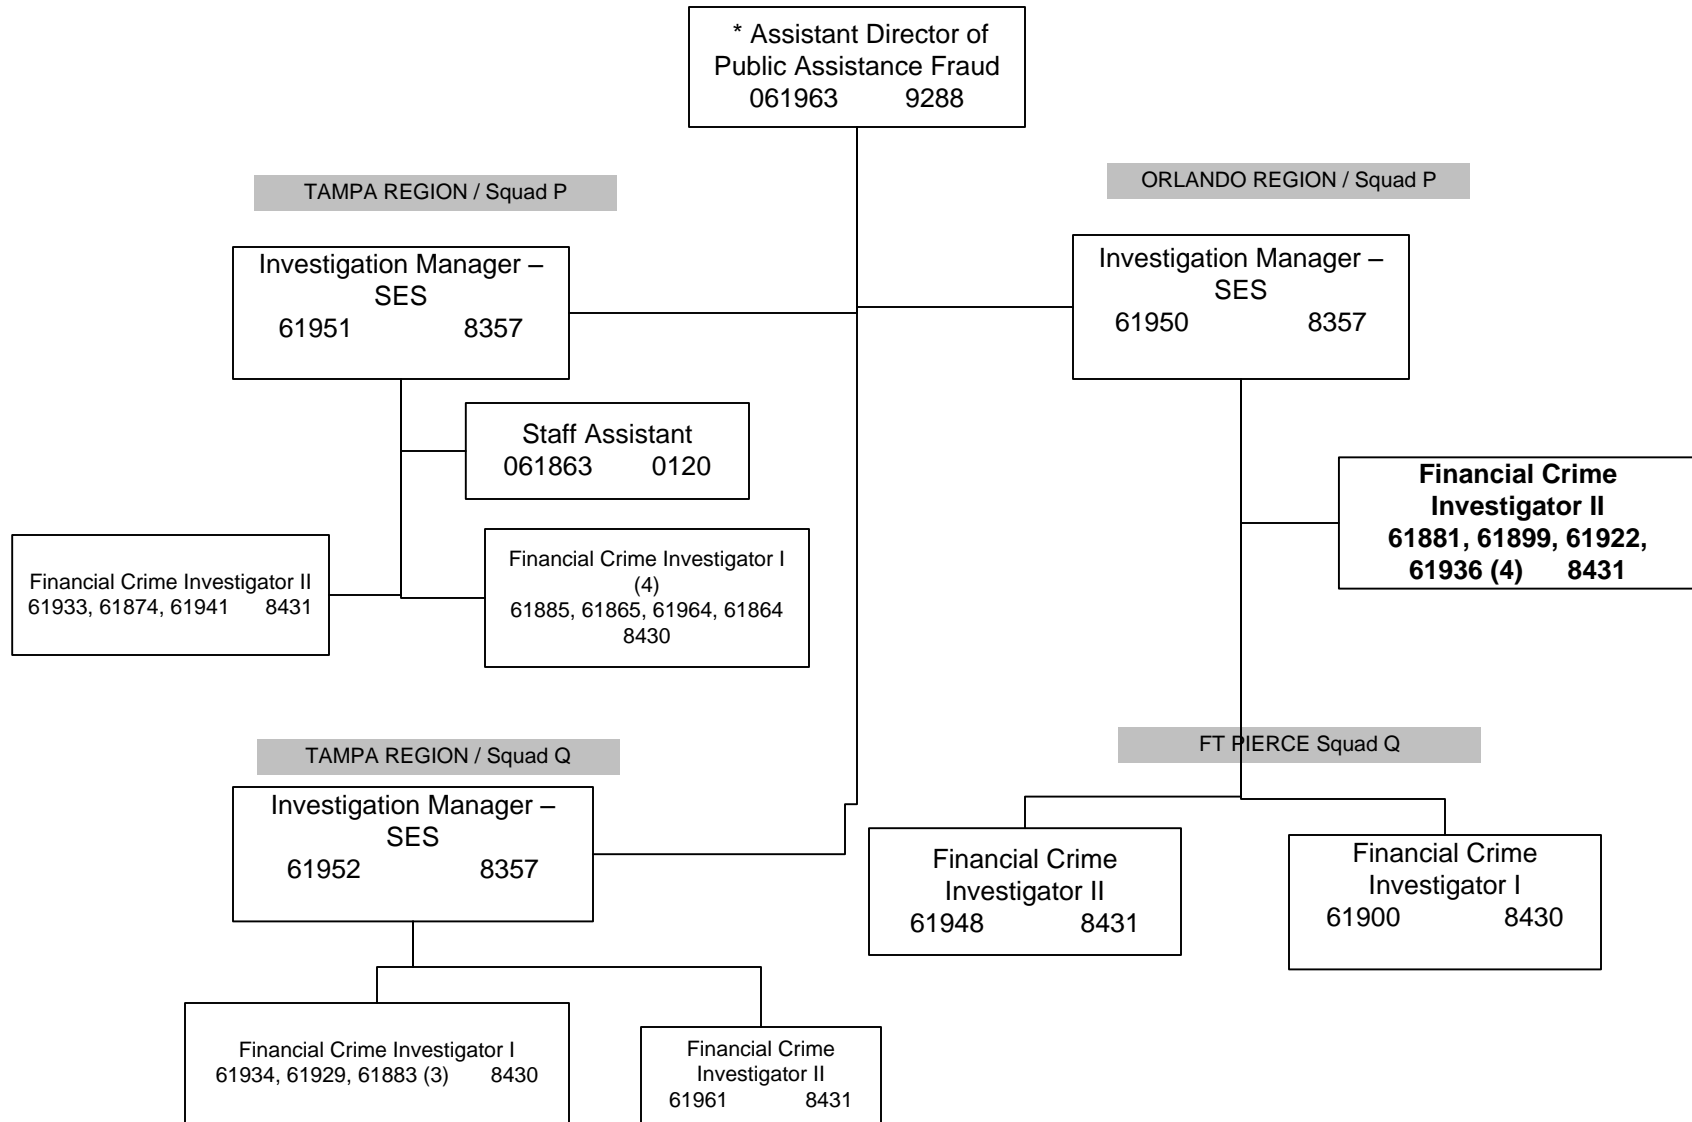 * Assistant Director of
Public Assistance Fraud
061963 9288
TAMPA REGION / Squad P
ORLANDO REGION / Squad P
Investigation Manager –
SES
61951 8357
Investigation Manager –
SES
61950 8357
Staff Assistant
061863 0120
Financial Crime
Investigator II
61881, 61899, 61922,
61936 (4) 8431
Financial Crime Investigator II
61933, 61874, 61941 8431
Financial Crime Investigator I
(4)
61885, 61865, 61964, 61864
8430
TAMPA REGION / Squad Q
FT PIERCE Squad Q
Investigation Manager –
SES
61952 8357
Financial Crime
Investigator II
61948 8431
Financial Crime
Investigator I
61900 8430
Financial Crime Investigator I
61934, 61929, 61883 (3) 8430
Financial Crime
Investigator II
61961 8431